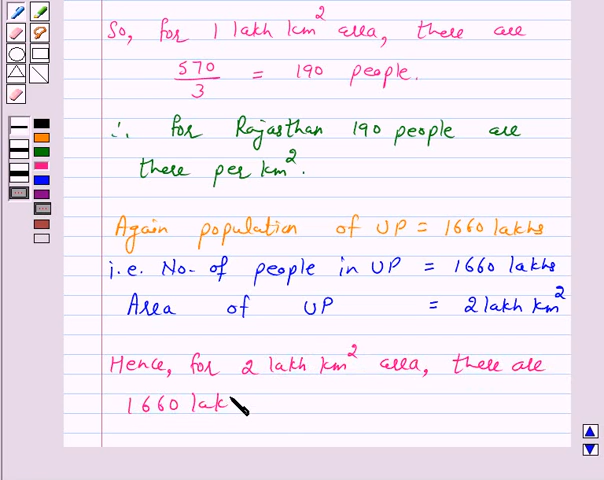 So, for 1 lakh km² area, there are
570/3 = 190 people.
∴ for Rajasthan 190 people are
there per km².
Again population of UP = 1660 lakhs
i.e. No. of people in UP = 1660 lakhs
Area of UP = 2 lakh km²
Hence, for 2 lakh km² area, there are
1660 lak